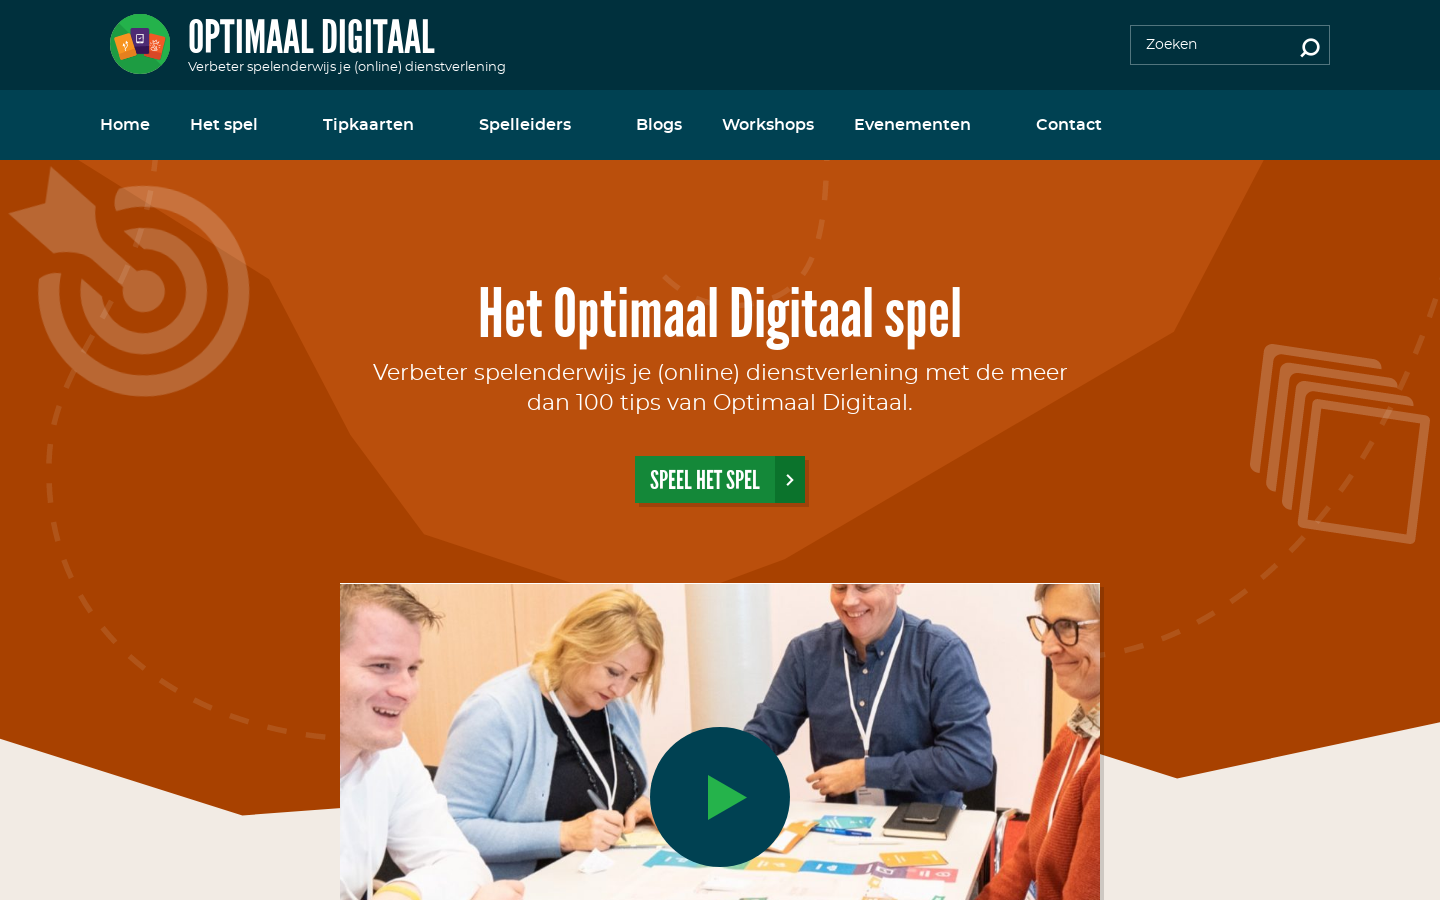 OPTIMAAL DIGITAAL
Verbeter spelenderwijs je (online) dienstverlening
Zoeken
Home
Het spel
Tipkaarten
Spelleiders
Blogs
Workshops
Evenementen
Contact
Het Optimaal Digitaal spel
Verbeter spelenderwijs je (online) dienstverlening met de meer
dan 100 tips van Optimaal Digitaal.
SPEEL HET SPEL